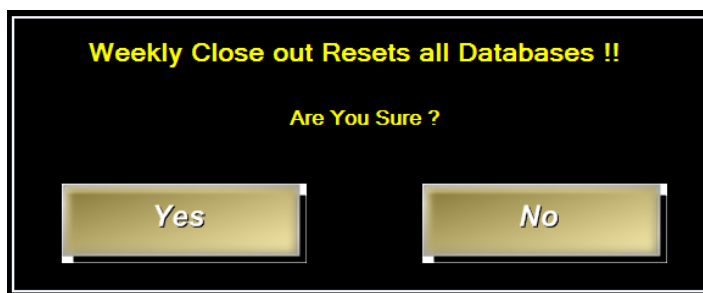 Weekly Close out Resets all Databases !!
Are You Sure ?
Yes
No